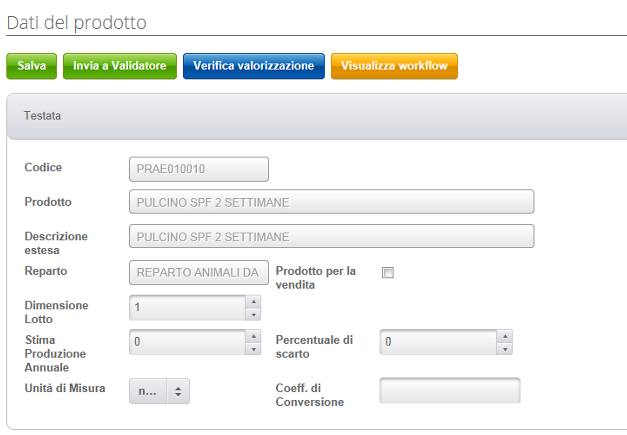 Dati del prodotto
Salva Invia a Validatore Verifica valorizzazione Visualizza workflow
Testata
Codice PRAE010010
Prodotto PULCINO SPF 2 SETTIMANE
Descrizione estesa PULCINO SPF 2 SETTIMANE
Reparto REPARTO ANIMALI DA Prodotto per la vendita
Dimensione Lotto 1
Stima Produzione Annuale 0 Percentuale di scarto 0
Unità di Misura n... Coeff. di Conversione